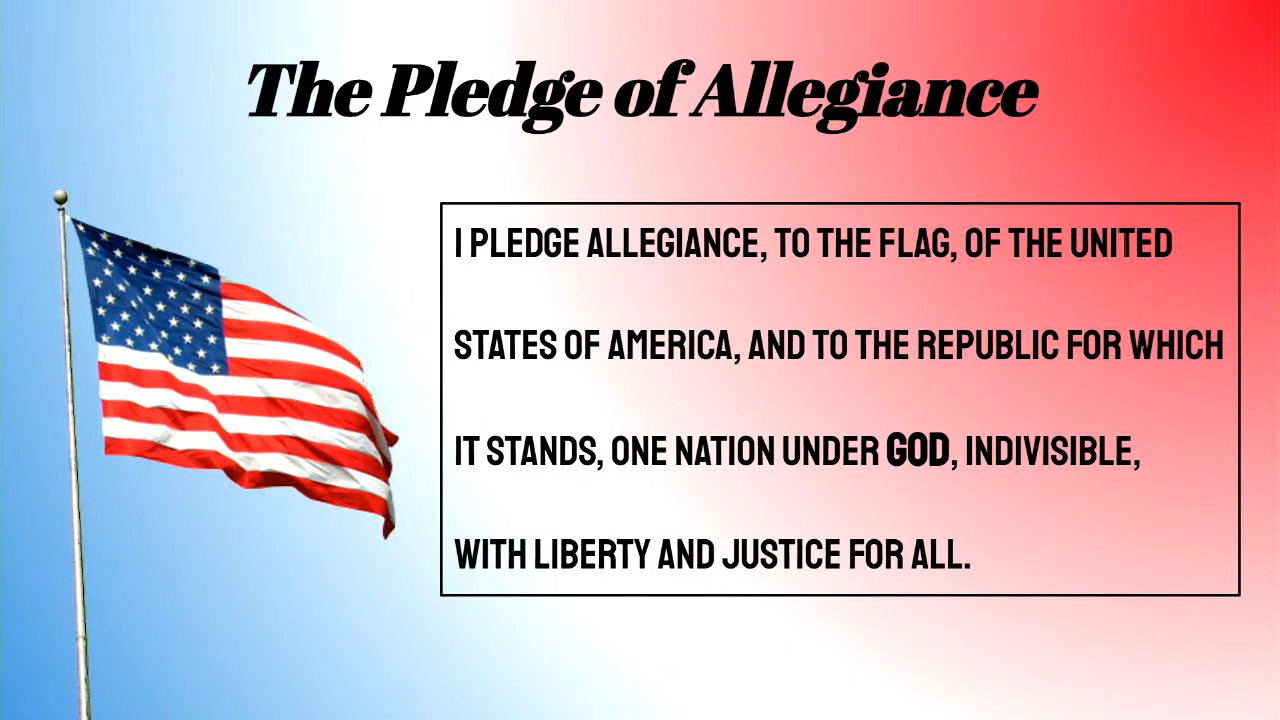 The Pledge of Allegiance
I PLEDGE ALLEGIANCE, TO THE FLAG, OF THE UNITED
STATES OF AMERICA, AND TO THE REPUBLIC FOR WHICH
IT STANDS, ONE NATION UNDER GOD, INDIVISIBLE,
WITH LIBERTY AND JUSTICE FOR ALL.